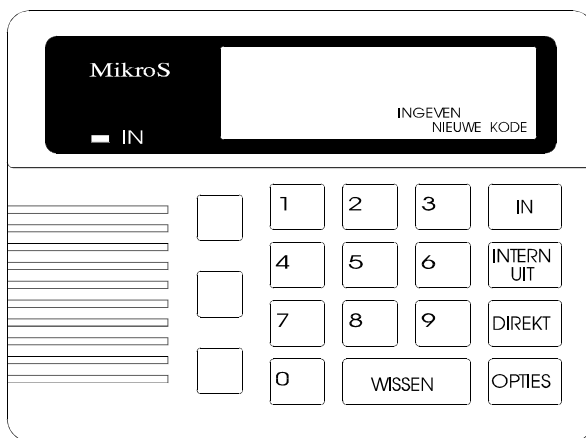 MikroS
INGEVEN
NIEUWE KODE
IN
1 2 3 IN
4 5 6 INTERN
UIT
7 8 9 DIREKT
0 WISSEN OPTIES